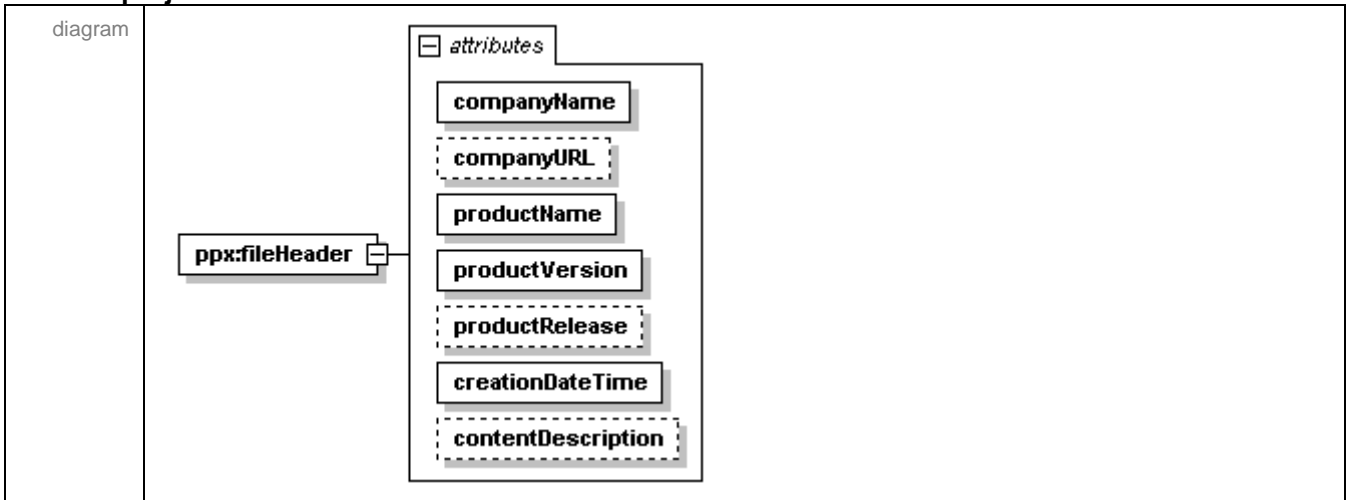 diagram
attributes
companyName
companyURL
productName
ppx:fileHeader
productVersion
productRelease
creationDateTime
contentDescription